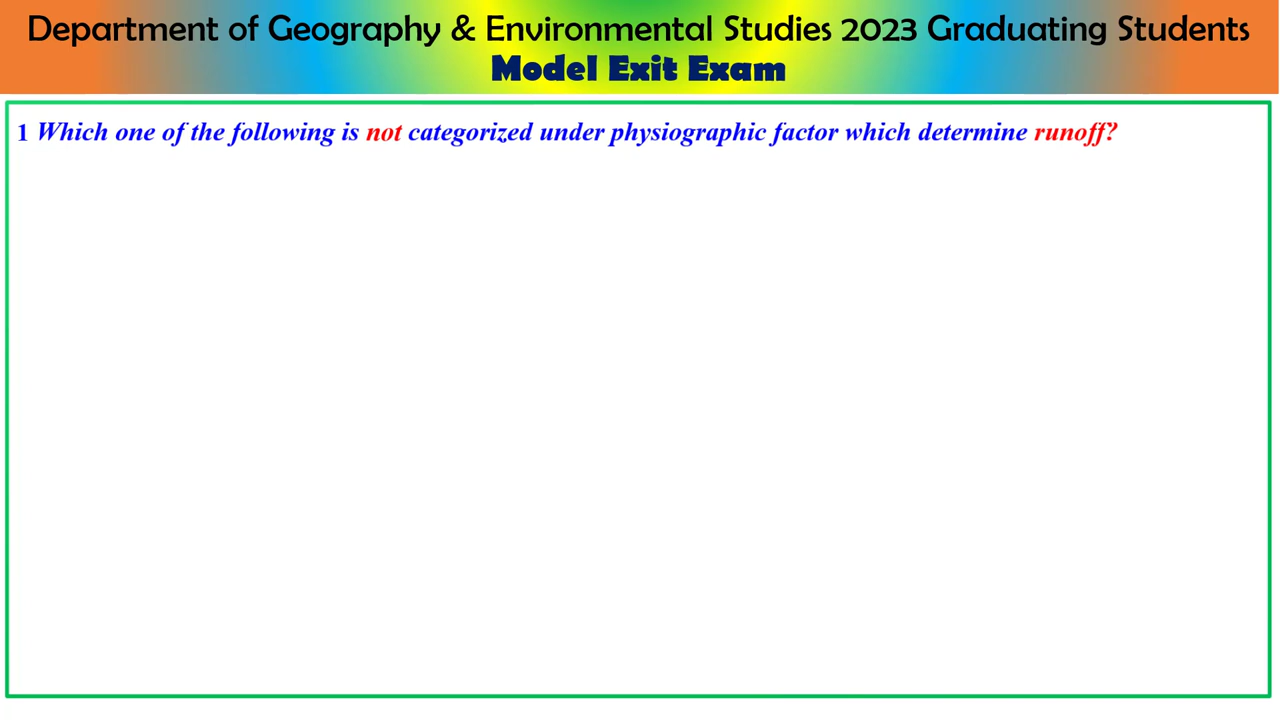 Department of Geography & Environmental Studies 2023 Graduating Students
Model Exit Exam
1 Which one of the following is not categorized under physiographic factor which determine runoff?